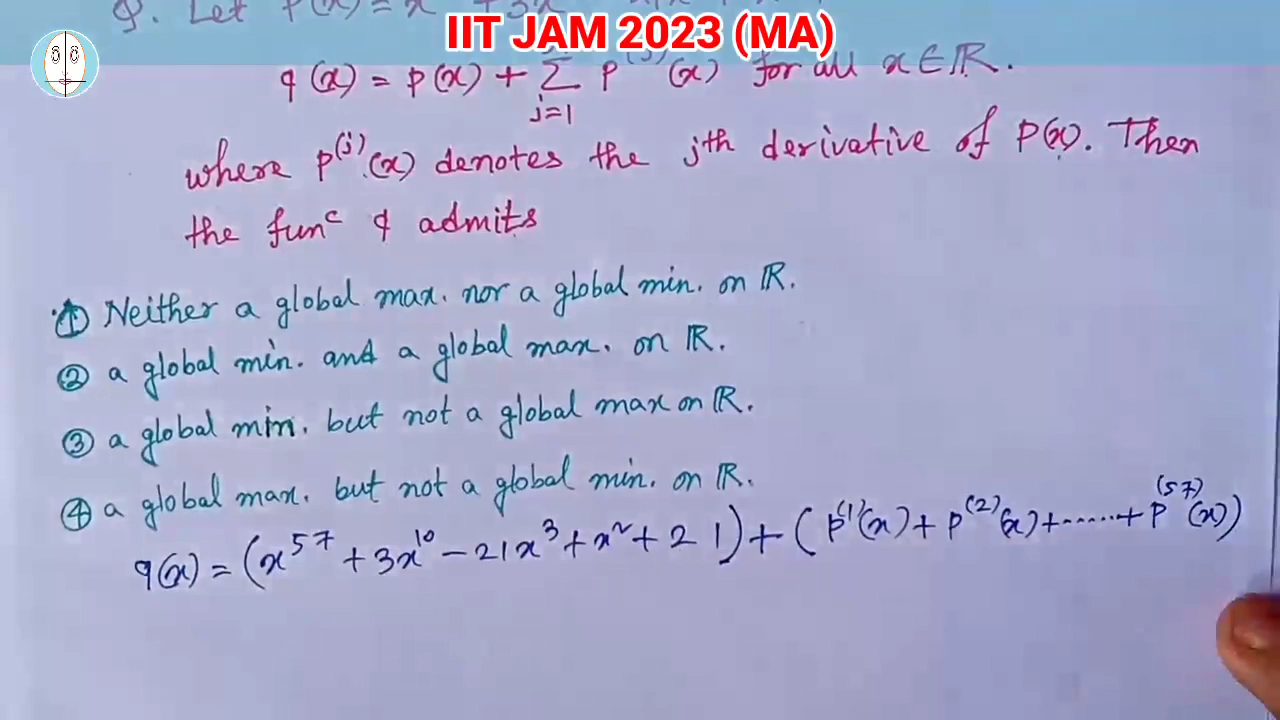 IIT JAM 2023 (MA)
Q. Let P(x) = x
q(x) = p(x) + Σ p^(j)(x) for all x ∈ ℝ.
j=1
where p^(j)(x) denotes the jth derivative of P(x). Then
the func q admits
① Neither a global max. nor a global min. on ℝ.
② a global min. and a global max. on ℝ.
③ a global min. but not a global max on ℝ.
④ a global max. but not a global min. on ℝ.
q(x) = (x^57 + 3x^10 - 21x^3 + x^2 + 21) + (p^(1)(x) + p^(2)(x) + ...... + p^(57)(x))